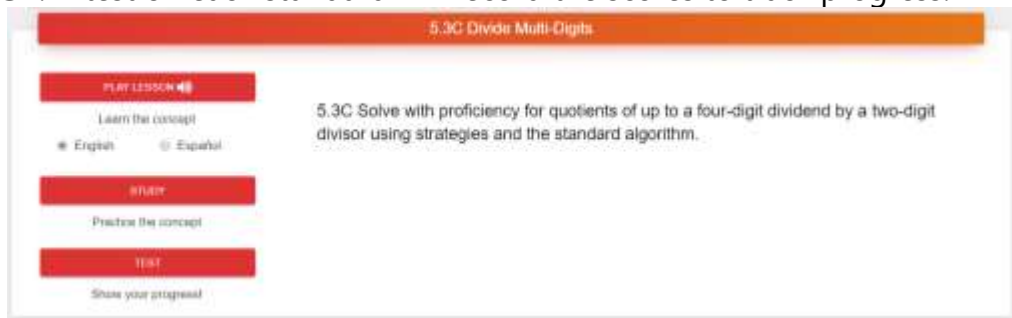 5.3C Divide Multi-Digits
PLAY LESSON
Learn the concept
5.3C Solve with proficiency for quotients of up to a four-digit dividend by a two-digit
divisor using strategies and the standard algorithm.
English
Español
STUDY
Practice the concept
TEST
Show your progress!